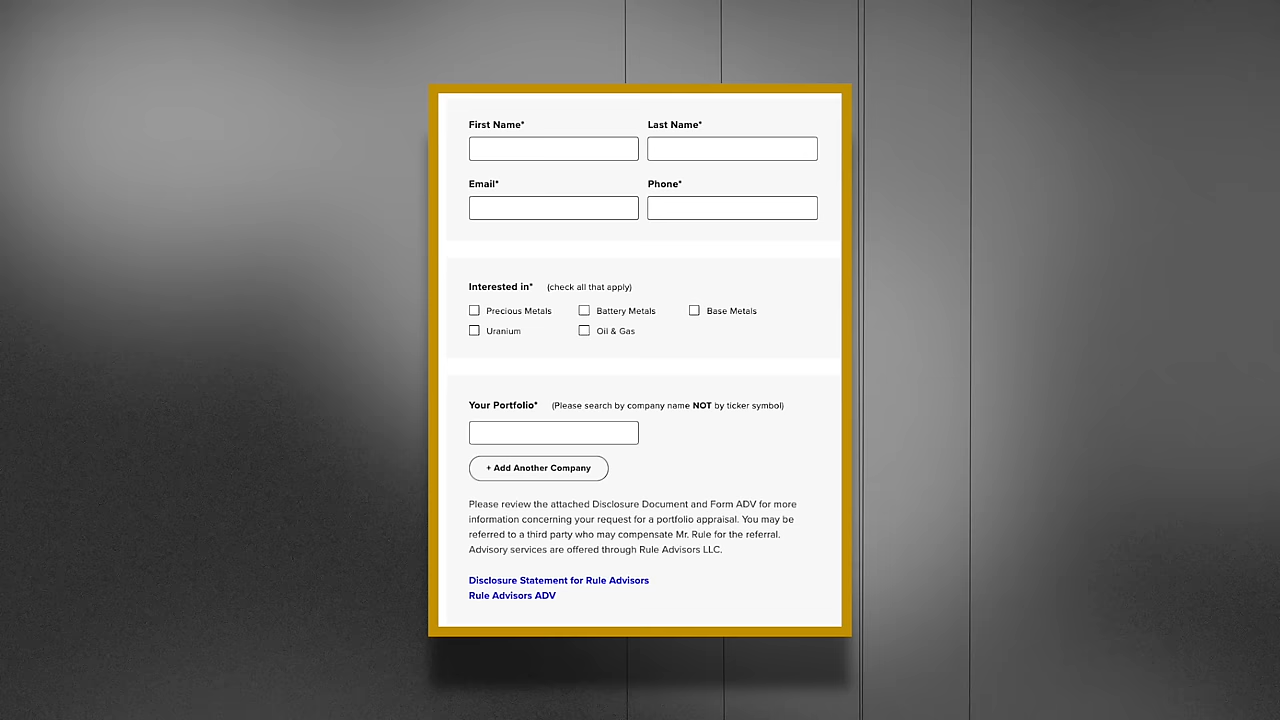 First Name* Last Name*
Email* Phone*
Interested in* (check all that apply)
Precious Metals Battery Metals Base Metals
Uranium Oil & Gas
Your Portfolio* (Please search by company name NOT by ticker symbol)
+ Add Another Company
Please review the attached Disclosure Document and Form ADV for more
information concerning your request for a portfolio appraisal. You may be
referred to a third party who may compensate Mr. Rule for the referral.
Advisory services are offered through Rule Advisors LLC.
Disclosure Statement for Rule Advisors
Rule Advisors ADV